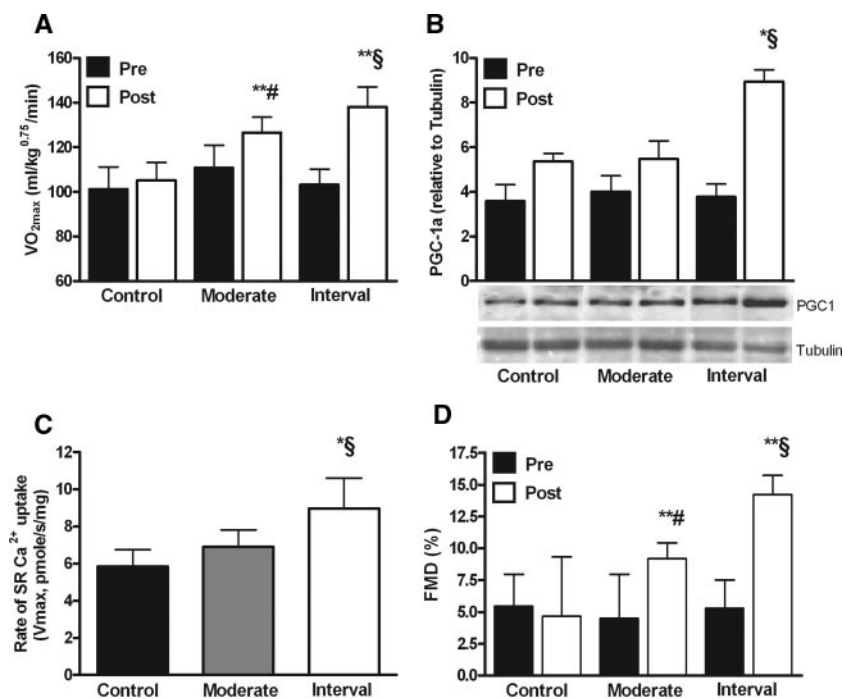 A
VO2max (ml/kg0.75/min)
160
140
120
100
80
60
Pre
Post
**#
**§
Control Moderate Interval
B
PGC-1a (relative to Tubulin)
10
8
6
4
2
0
Pre
Post
*§
PGC1
Tubulin
Control Moderate Interval
C
Rate of SR Ca2+ uptake
(Vmax, pmole/s/mg)
12
10
8
6
4
2
0
*§
Control Moderate Interval
D
FMD (%)
17.5
15.0
12.5
10.0
7.5
5.0
2.5
0.0
Pre
Post
**#
**§
Control Moderate Interval